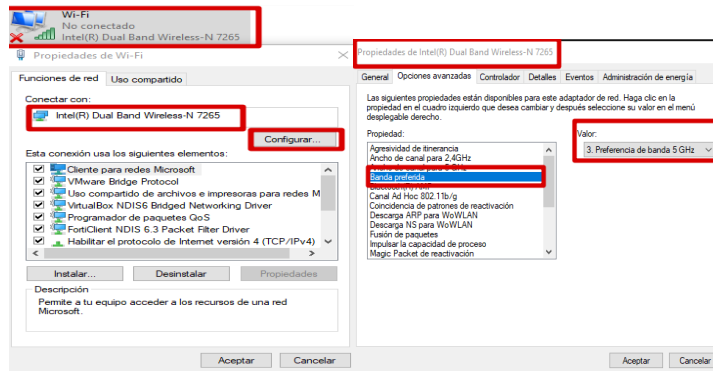 Wi-Fi
No conectado
Intel(R) Dual Band Wireless-N 7265
Propiedades de Wi-Fi
Funciones de red
Uso compartido
Conectar con:
Intel(R) Dual Band Wireless-N 7265
Configurar...
Esta conexión usa los siguientes elementos:
Cliente para redes Microsoft
VMware Bridge Protocol
Uso compartido de archivos e impresoras para redes M
VirtualBox NDIS6 Bridged Networking Driver
Programador de paquetes QoS
FortiClient NDIS 6.3 Packet Filter Driver
Habilitar el protocolo de Internet versión 4 (TCP/IPv4)
Instalar...
Desinstalar
Propiedades
Descripción
Permite a tu equipo acceder a los recursos de una red
Microsoft.
Aceptar
Cancelar
Propiedades de Intel(R) Dual Band Wireless-N 7265
General
Opciones avanzadas
Controlador
Detalles
Eventos
Administración de energía
Las siguientes propiedades están disponibles para este adaptador de red. Haga clic en la
propiedad en el cuadro izquierdo que desea cambiar y después seleccione su valor en el menú
desplegable derecho.
Propiedad:
Valor:
Agresividad de itinerancia
Ancho de canal para 2,4GHz
Banda preferida
Canal Ad Hoc 802.11b/g
Coincidencia de patrones de reactivación
Descarga ARP para WoWLAN
Descarga NS para WoWLAN
Fusión de paquetes
Impulsar la capacidad de proceso
Magic Packet de reactivación
3. Preferencia de banda 5 GHz
Aceptar
Cancelar